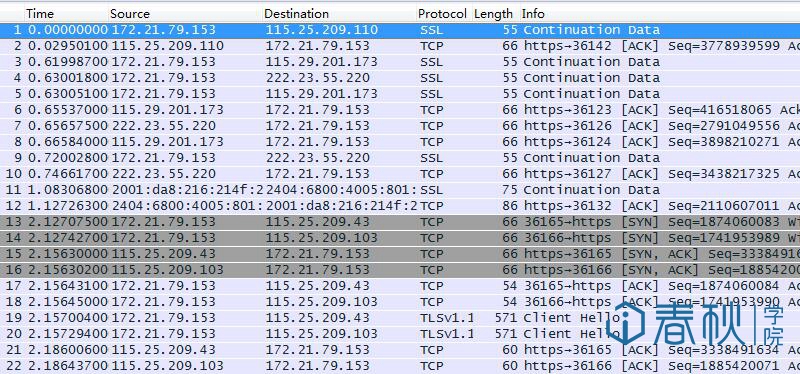 Time Source Destination Protocol Length Info
1 0.00000000 172.21.79.153 115.25.209.110 SSL 55 Continuation Data
2 0.02950100 115.25.209.110 172.21.79.153 TCP 66 https→36142 [ACK] Seq=3778939599 Ac
3 0.61998700 172.21.79.153 115.29.201.173 SSL 55 Continuation Data
4 0.63001800 172.21.79.153 222.23.55.220 SSL 55 Continuation Data
5 0.63005100 172.21.79.153 115.29.201.173 SSL 55 Continuation Data
6 0.65537000 115.29.201.173 172.21.79.153 TCP 66 https→36123 [ACK] Seq=416518065 Ack
7 0.65657500 222.23.55.220 172.21.79.153 TCP 66 https→36126 [ACK] Seq=2791049556 Ac
8 0.66584000 115.29.201.173 172.21.79.153 TCP 66 https→36124 [ACK] Seq=3898210271 Ac
9 0.72002800 172.21.79.153 222.23.55.220 SSL 55 Continuation Data
10 0.74661700 222.23.55.220 172.21.79.153 TCP 66 https→36127 [ACK] Seq=3438217325 Ac
11 1.08306800 2001:da8:216:214f:2 2404:6800:4005:801: SSL 75 Continuation Data
12 1.12726300 2404:6800:4005:801: 2001:da8:216:214f:2 TCP 86 https→36132 [ACK] Seq=2110607011 Ac
13 2.12707500 172.21.79.153 115.25.209.43 TCP 66 36165→https [SYN] Seq=1874060083 Wi
14 2.12742700 172.21.79.153 115.25.209.103 TCP 66 36166→https [SYN] Seq=1741953989 Wi
15 2.15630000 115.25.209.43 172.21.79.153 TCP 66 https→36165 [SYN, ACK] Seq=33384916
16 2.15630200 115.25.209.103 172.21.79.153 TCP 66 https→36166 [SYN, ACK] Seq=18854200
17 2.15643100 172.21.79.153 115.25.209.43 TCP 54 36165→https [ACK] Seq=1874060084 Ac
18 2.15645000 172.21.79.153 115.25.209.103 TCP 54 36166→https [ACK] Seq=1741953990 Ac
19 2.15700400 172.21.79.153 115.25.209.43 TLSv1.1 571 Client Hello
20 2.15729400 172.21.79.153 115.25.209.103 TLSv1.1 571 Client Hello
21 2.18600600 115.25.209.43 172.21.79.153 TCP 60 https→36165 [ACK] Seq=3338491634 Ac
22 2.18643700 115.25.209.103 172.21.79.153 TCP 60 https→36166 [ACK] Seq=1885420071 Ac
i春秋学院